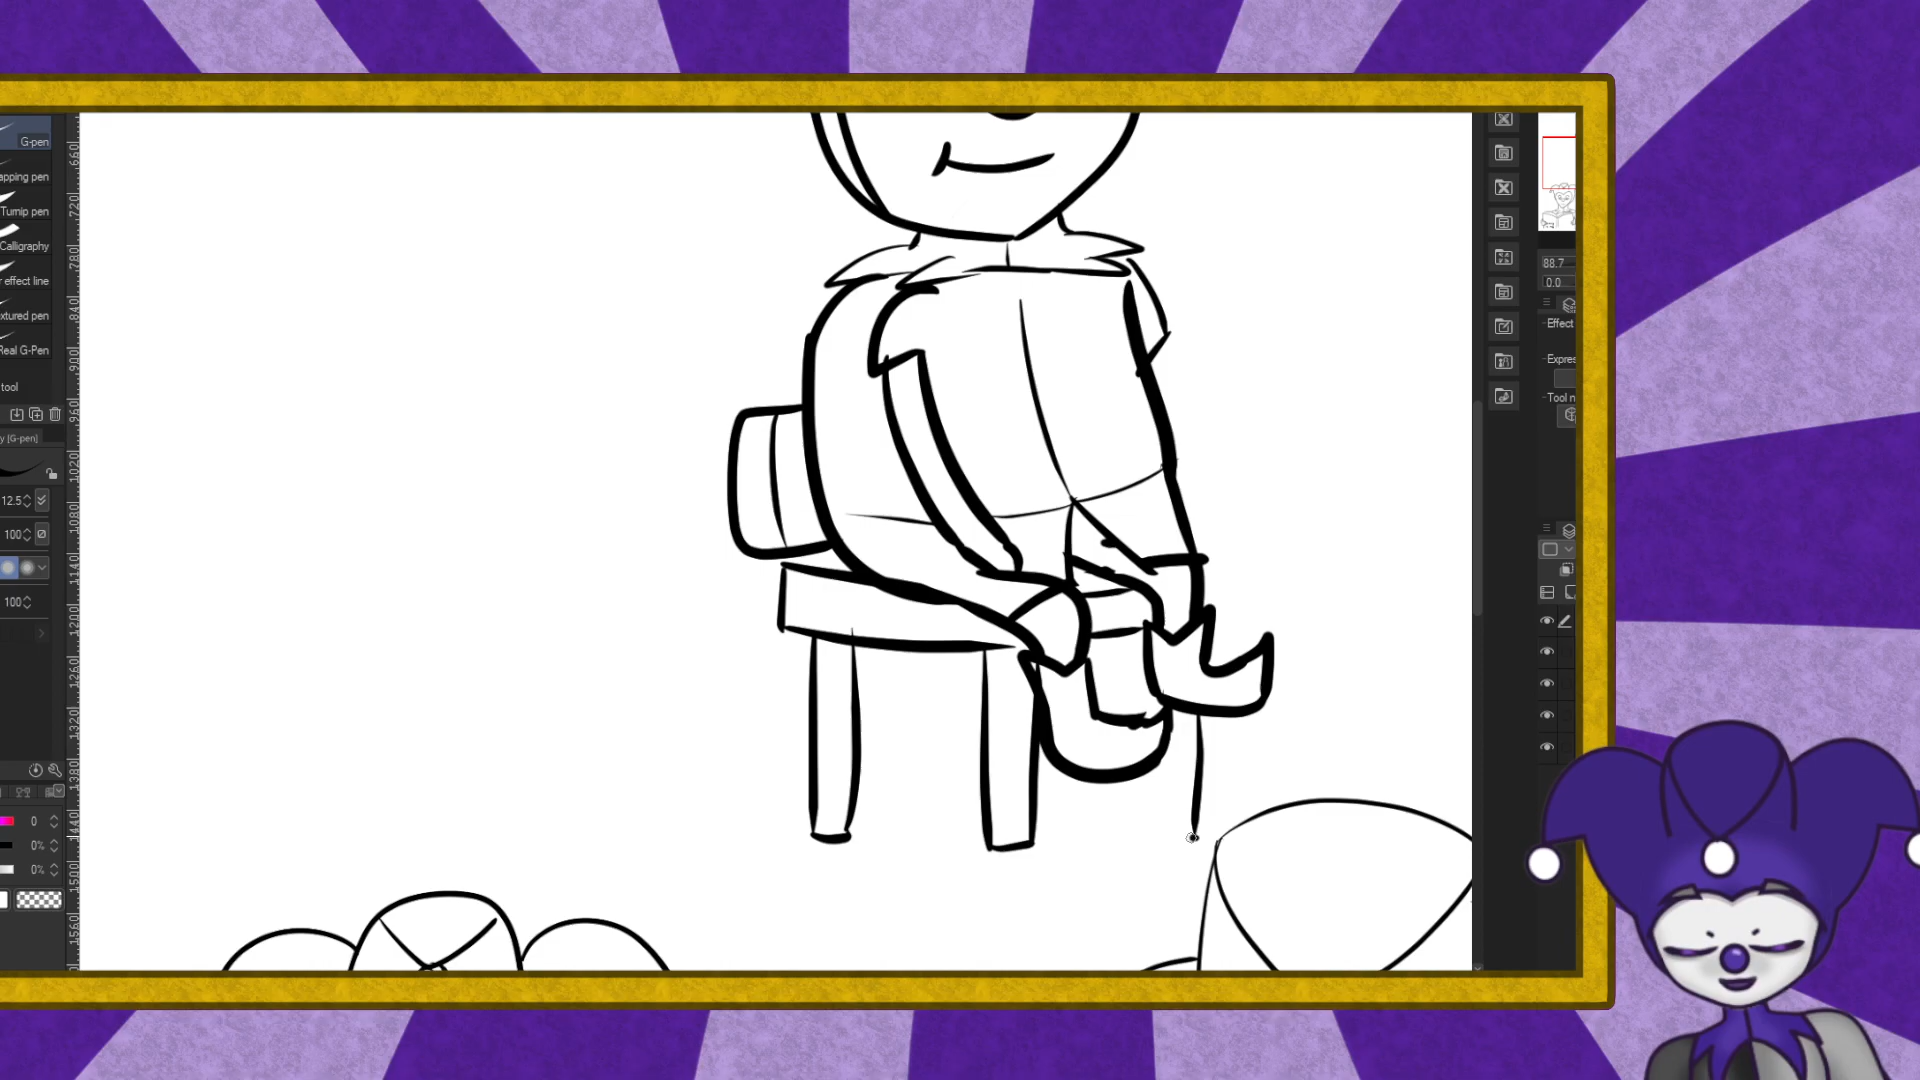 G-pen
apping pen
Turnip pen
Calligraphy
r effect line
xtured pen
Real G-Pen
tool
y [G-pen]
12.5
100
100
0
0%
0%
660
720
780
840
900
960
1020
1080
1140
1200
1260
1320
1380
1440
1500
1560
88.7
0.0
Effect
Expres
Tool n